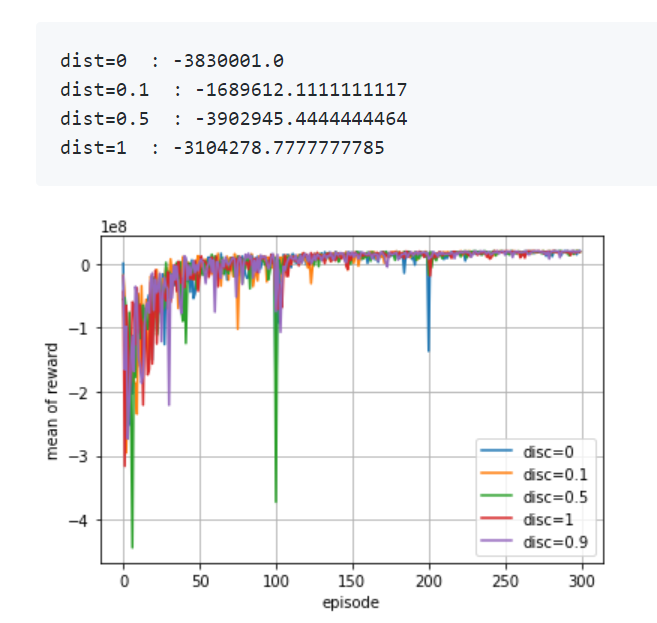 dist=0  : -3830001.0
dist=0.1  : -1689612.1111111117
dist=0.5  : -3902945.4444444464
dist=1  : -3104278.7777777785
1e8
0
−1
−2
−3
−4
mean of reward
disc=0
disc=0.1
disc=0.5
disc=1
disc=0.9
0 50 100 150 200 250 300
episode